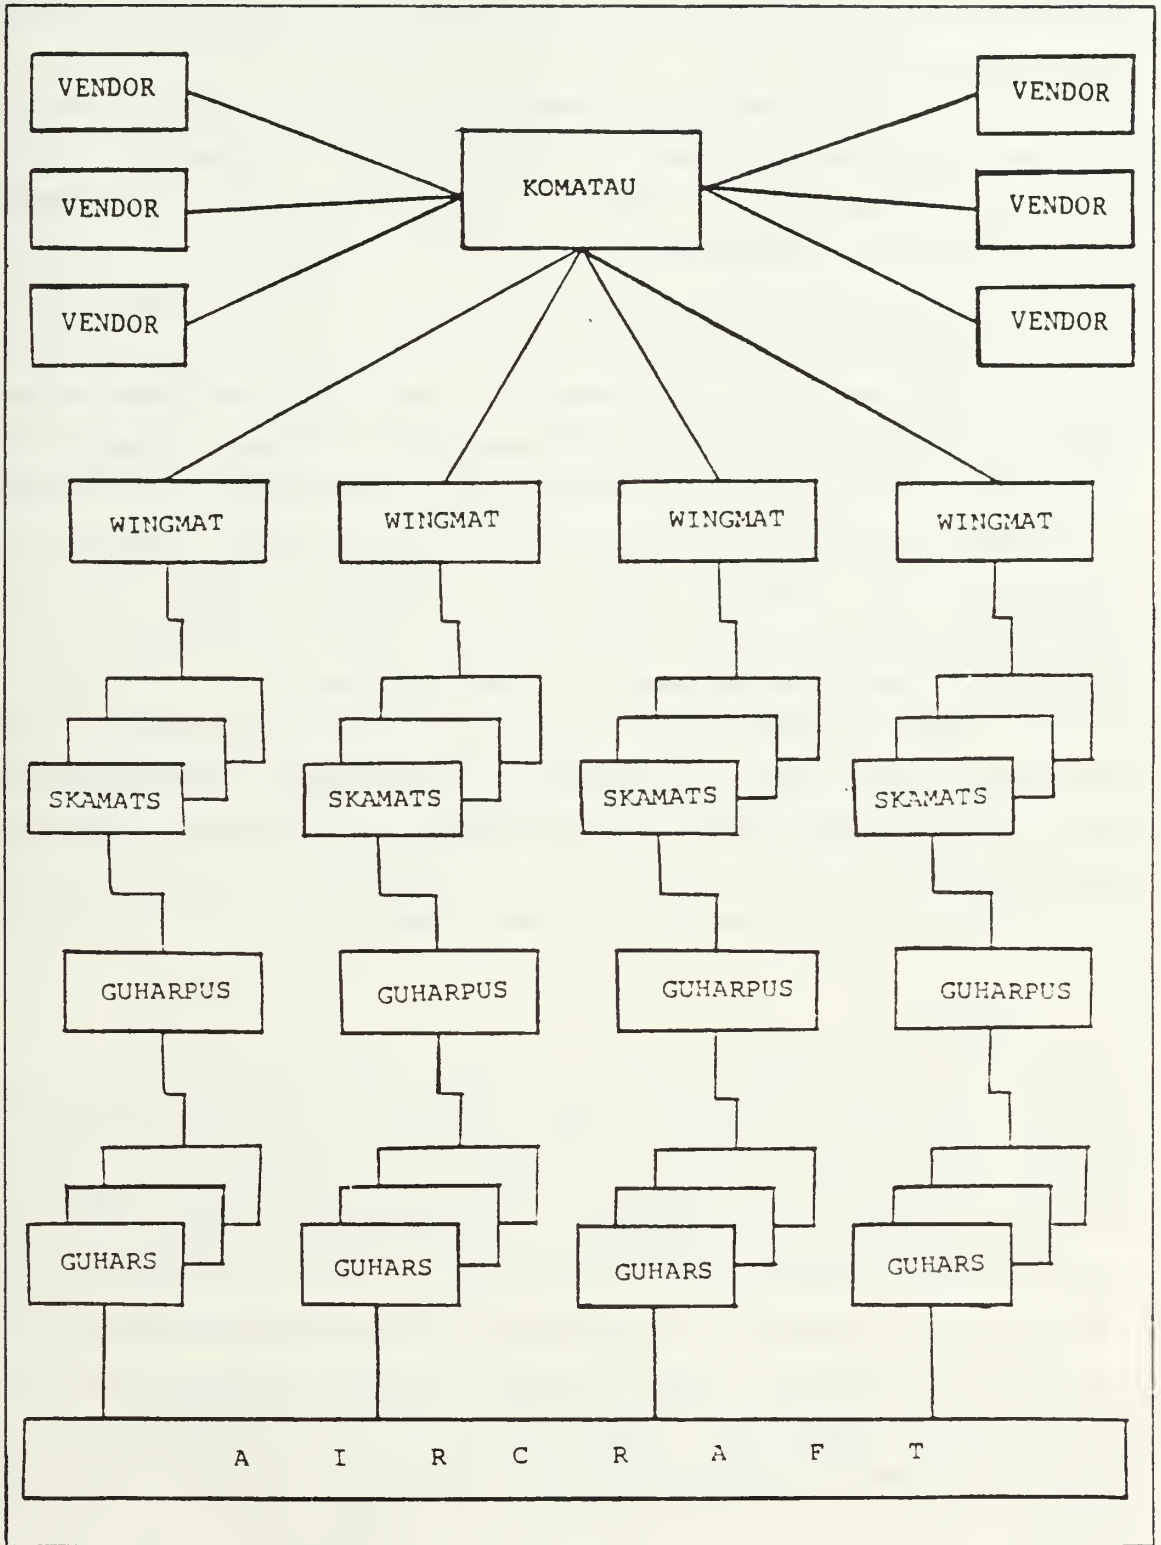 VENDOR VENDOR
KOMATAU
VENDOR VENDOR
VENDOR VENDOR
WINGMAT WINGMAT WINGMAT WINGMAT
SKAMATS SKAMATS SKAMATS SKAMATS
GUHARPUS GUHARPUS GUHARPUS GUHARPUS
GUHARS GUHARS GUHARS GUHARS
A I R C R A F T